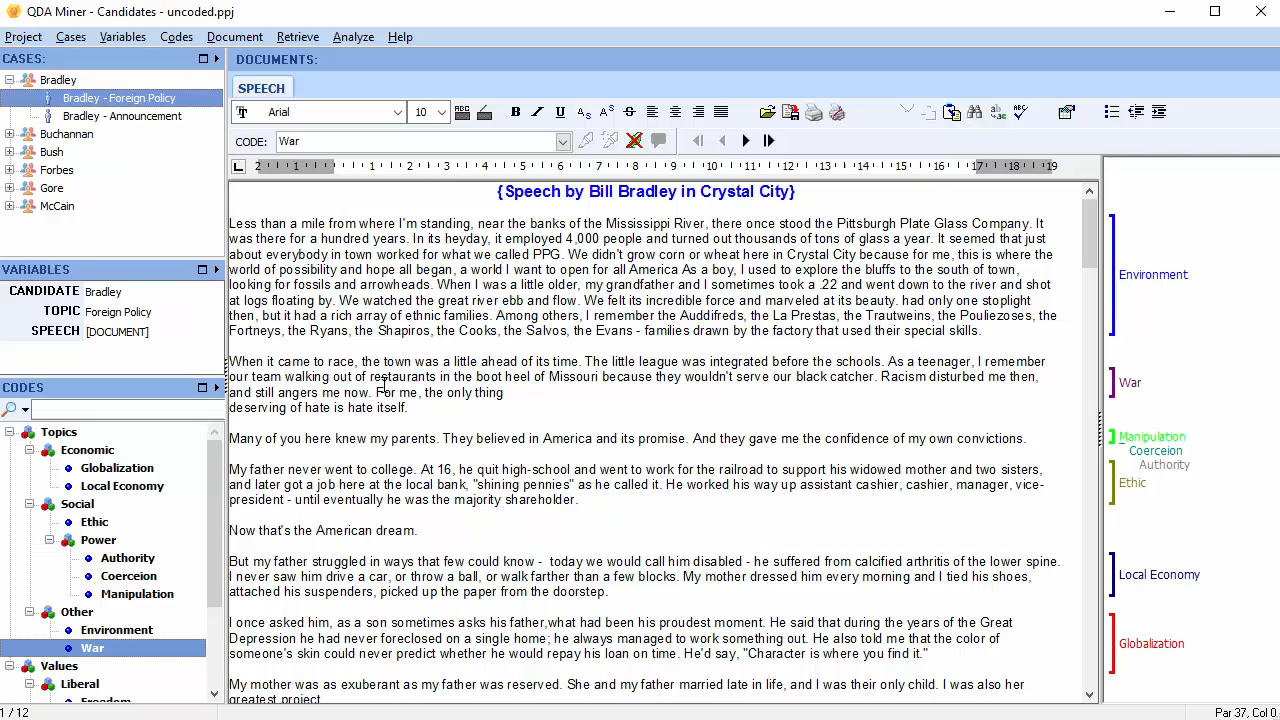 QDA Miner - Candidates - uncoded.ppj
Project Cases Variables Codes Document Retrieve Analyze Help
CASES:
Bradley
Bradley - Foreign Policy
Bradley - Announcement
Buchannan
Bush
Forbes
Gore
McCain
VARIABLES
CANDIDATE Bradley
TOPIC Foreign Policy
SPEECH [DOCUMENT]
CODES
Topics
Economic
Globalization
Local Economy
Social
Ethic
Power
Authority
Coerceion
Manipulation
Other
Environment
War
Values
Liberal
Freedom
DOCUMENTS:
SPEECH
Arial 10 B I U S
CODE: War
2 1 1 2 3 4 5 6 7 8 9 10 11 12 13 14 15 16 17 18 19
{Speech by Bill Bradley in Crystal City}
Less than a mile from where I'm standing, near the banks of the Mississippi River, there once stood the Pittsburgh Plate Glass Company. It
was there for a hundred years. In its heyday, it employed 4,000 people and turned out thousands of tons of glass a year. It seemed that just
about everybody in town worked for what we called PPG. We didn't grow corn or wheat here in Crystal City because for me, this is where the
world of possibility and hope all began, a world I want to open for all America As a boy, I used to explore the bluffs to the south of town,
looking for fossils and arrowheads. When I was a little older, my grandfather and I sometimes took a .22 and went down to the river and shot
at logs floating by. We watched the great river ebb and flow. We felt its incredible force and marveled at its beauty. had only one stoplight
then, but it had a rich array of ethnic families. Among others, I remember the Auddifreds, the La Prestas, the Trautweins, the Pouliezoses, the
Fortneys, the Ryans, the Shapiros, the Cooks, the Salvos, the Evans - families drawn by the factory that used their special skills.
When it came to race, the town was a little ahead of its time. The little league was integrated before the schools. As a teenager, I remember
our team walking out of restaurants in the boot heel of Missouri because they wouldn't serve our black catcher. Racism disturbed me then,
and still angers me now. For me, the only thing
deserving of hate is hate itself.
Many of you here knew my parents. They believed in America and its promise. And they gave me the confidence of my own convictions.
My father never went to college. At 16, he quit high-school and went to work for the railroad to support his widowed mother and two sisters,
and later got a job here at the local bank, "shining pennies" as he called it. He worked his way up assistant cashier, cashier, manager, vice-
president - until eventually he was the majority shareholder.
Now that's the American dream.
But my father struggled in ways that few could know - today we would call him disabled - he suffered from calcified arthritis of the lower spine.
I never saw him drive a car, or throw a ball, or walk farther than a few blocks. My mother dressed him every morning and I tied his shoes,
attached his suspenders, picked up the paper from the doorstep.
I once asked him, as a son sometimes asks his father,what had been his proudest moment. He said that during the years of the Great
Depression he had never foreclosed on a single home; he always managed to work something out. He also told me that the color of
someone's skin could never predict whether he would repay his loan on time. He'd say, "Character is where you find it."
My mother was as exuberant as my father was reserved. She and my father married late in life, and I was their only child. I was also her
greatest project
Environment
War
Manipulation
Coerceion
Authority
Ethic
Local Economy
Globalization
1 / 12
Par 37, Col 0